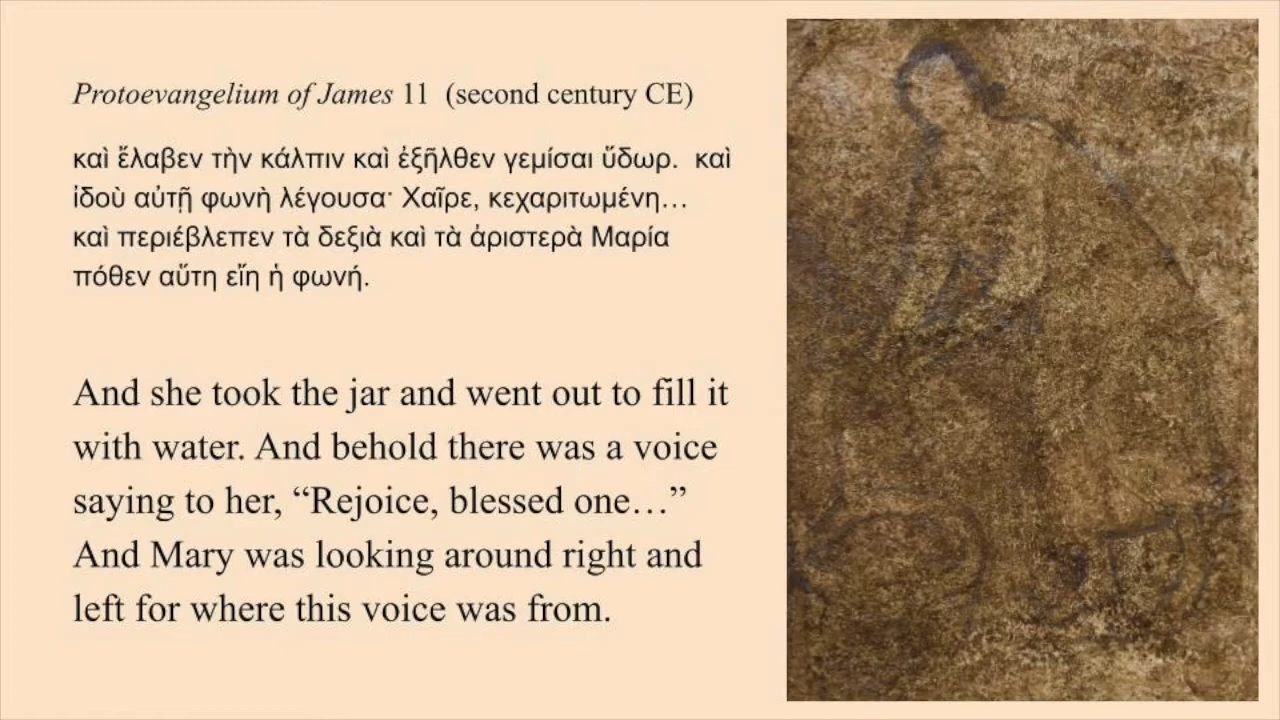 Protoevangelium of James 11 (second century CE)
καὶ ἔλαβεν τὴν κάλπιν καὶ ἐξῆλθεν γεμίσαι ὕδωρ. καὶ
ἰδοὺ αὐτῇ φωνὴ λέγουσα· Χαῖρε, κεχαριτωμένη…
καὶ περιέβλεπεν τὰ δεξιὰ καὶ τὰ ἀριστερὰ Μαρία
πόθεν αὕτη εἴη ἡ φωνή.
And she took the jar and went out to fill it
with water. And behold there was a voice
saying to her, “Rejoice, blessed one…”
And Mary was looking around right and
left for where this voice was from.